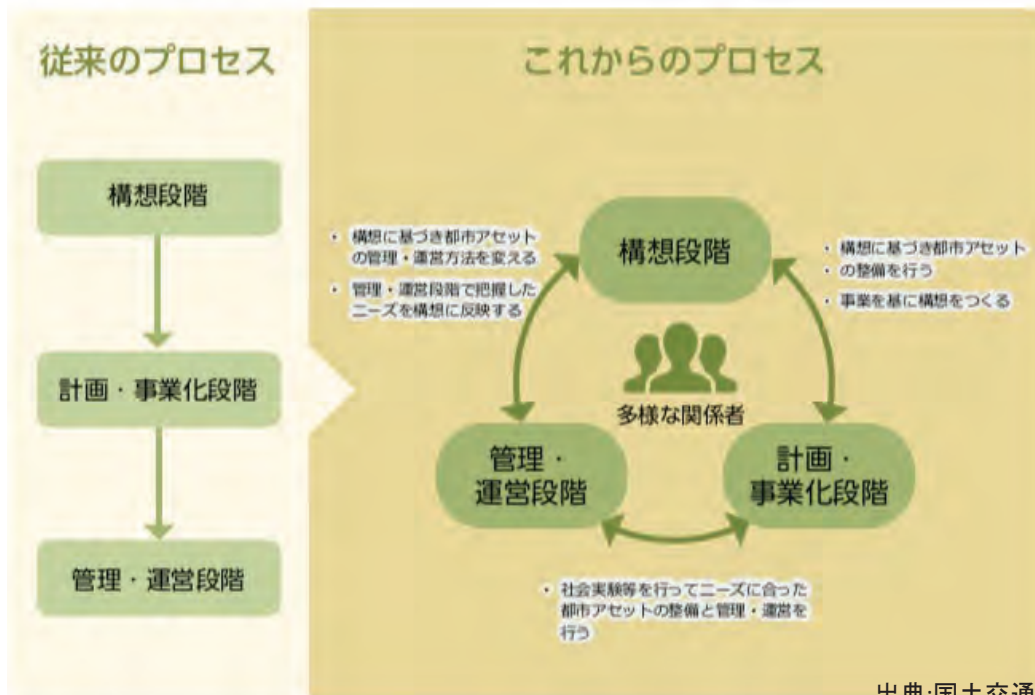 従来のプロセス
構想段階
計画・事業化段階
管理・運営段階
これからのプロセス
構想段階
・ 構想に基づき都市アセット
の管理・運営方法を変える
・ 管理・運営段階で把握した
ニーズを構想に反映する
・ 構想に基づき都市アセット
・ の整備を行う
・ 事業を基に構想をつくる
多様な関係者
管理・
運営段階
計画・
事業化段階
・ 社会実験等を行ってニーズに合った
都市アセットの整備と管理・運営を
行う
出典:国土交通